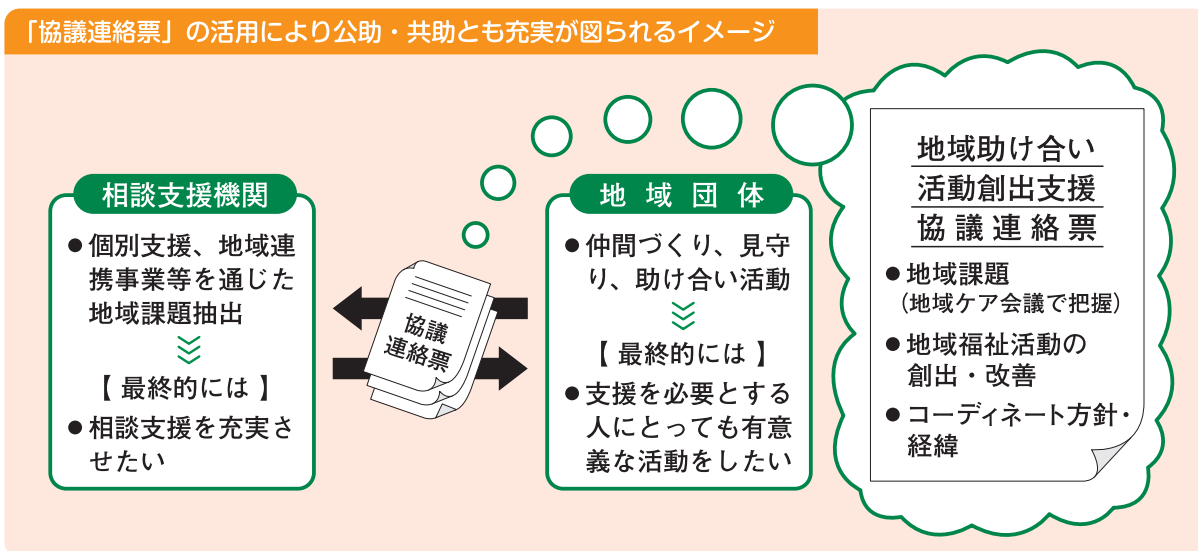 「協議連絡票」の活用により公助・共助とも充実が図られるイメージ
相談支援機関
●個別支援、地域連
携事業等を通じた
地域課題抽出
【 最終的には 】
●相談支援を充実さ
せたい
協議
連絡票
地域団体
●仲間づくり、見守
り、助け合い活動
【 最終的には 】
●支援を必要とする
人にとっても有意
義な活動をしたい
地域助け合い
活動創出支援
協議連絡票
●地域課題
(地域ケア会議で把握)
●地域福祉活動の
創出・改善
●コーディネート方針・
経緯